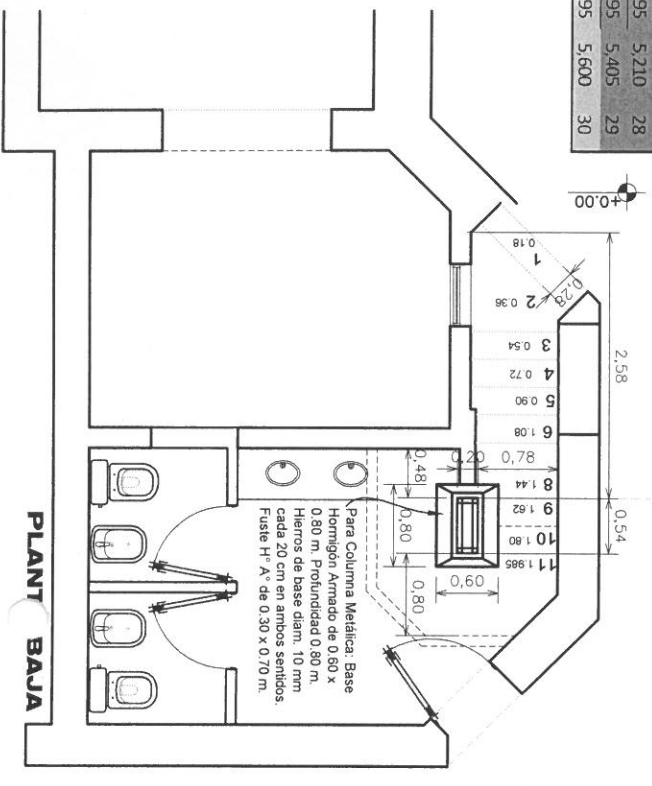 95 5,210 28
95 5,405 29
95 5,600 30
+0.00
1 0.18
2 0.36
3 0.54
4 0.72
5 0.90
6 1.08
8 1.44
9 1.62
10 1.80
11 1.985
0,28
2,58
0,54
0,20
0,78
0,48
0,80
0,80
0,60
Para Columna Metálica: Base
Hormigón Armado de 0,60 x
0,80 m. Profundidad 0,80 m.
Hierros de base diam. 10 mm
cada 20 cm en ambos sentidos.
Fuste H° A° de 0.30 x 0.70 m.
PLANT BAJA